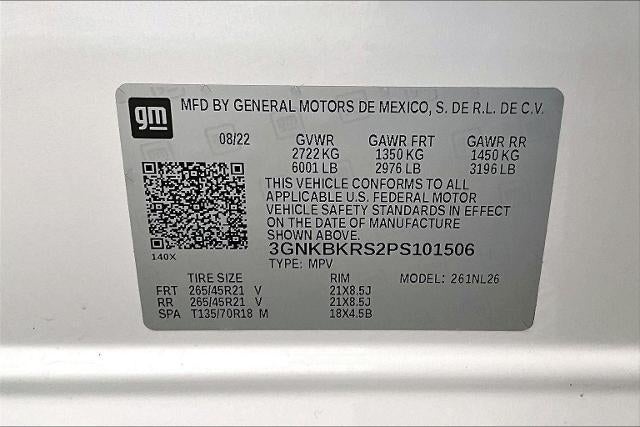 gm MFD BY GENERAL MOTORS DE MEXICO, S. DE R.L. DE C.V.
08/22 GVWR GAWR FRT GAWR RR
2722 KG 1350 KG 1450 KG
6001 LB 2976 LB 3196 LB
THIS VEHICLE CONFORMS TO ALL
APPLICABLE U.S. FEDERAL MOTOR
VEHICLE SAFETY STANDARDS IN EFFECT
ON THE DATE OF MANUFACTURE
SHOWN ABOVE.
3GNKBKRS2PS101506
140X
TYPE: MPV
TIRE SIZE RIM MODEL: 261NL26
FRT 265/45R21 V 21X8.5J
RR 265/45R21 V 21X8.5J
SPA T135/70R18 M 18X4.5B